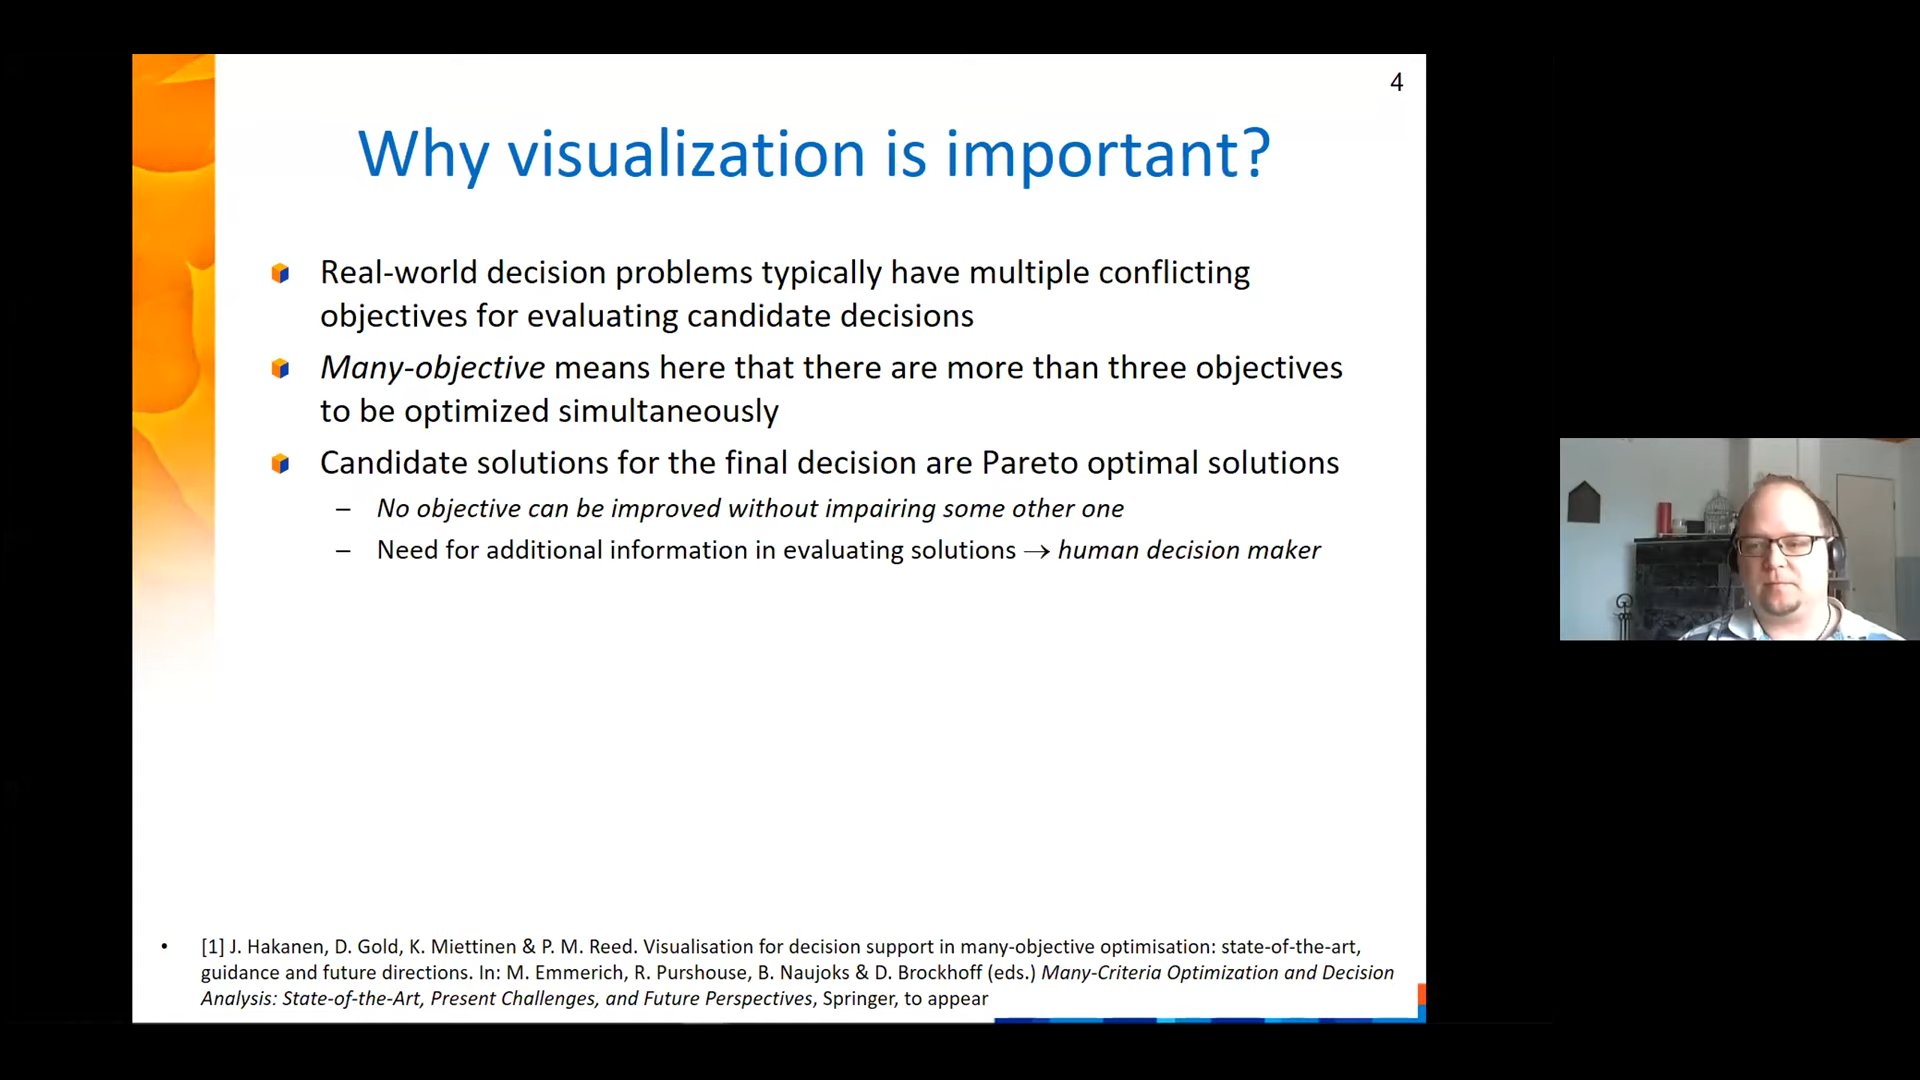 4
Why visualization is important?
Real-world decision problems typically have multiple conflicting
objectives for evaluating candidate decisions
Many-objective means here that there are more than three objectives
to be optimized simultaneously
Candidate solutions for the final decision are Pareto optimal solutions
– No objective can be improved without impairing some other one
– Need for additional information in evaluating solutions → human decision maker
• [1] J. Hakanen, D. Gold, K. Miettinen & P. M. Reed. Visualisation for decision support in many-objective optimisation: state-of-the-art,
guidance and future directions. In: M. Emmerich, R. Purshouse, B. Naujoks & D. Brockhoff (eds.) Many-Criteria Optimization and Decision
Analysis: State-of-the-Art, Present Challenges, and Future Perspectives, Springer, to appear